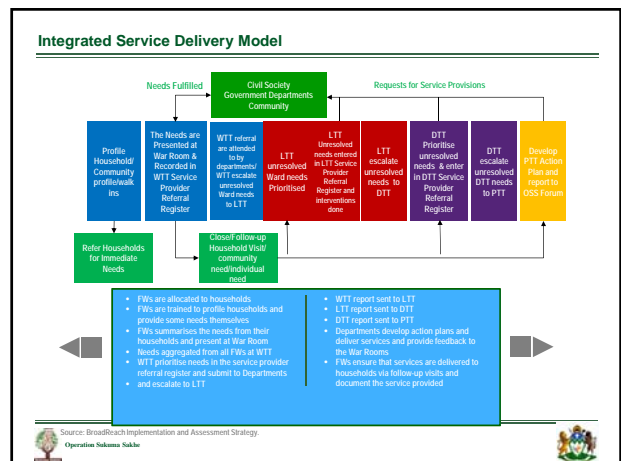 Integrated Service Delivery Model
Needs Fulfilled
Civil Society
Government Departments
Community
Requests for Service Provisions
Profile
Household/
Community
profile/walk
ins
The Needs are
Presented at
War Room &
Recorded in
WTT Service
Provider
Referral
Register
WTT referral
are attended
to by
departments/
WTT escalate
unresolved
Ward needs
to LTT
LTT
unresolved
Ward needs
Prioritised
LTT
Unresolved
needs entered
in LTT Service
Provider
Referral
Register and
interventions
done
LTT
escalate
unresolved
needs to
DTT
DTT
Prioritise
unresolved
needs & enter
in DTT Service
Provider
Referral
Register
DTT
escalate
unresolved
DTT needs
to PTT
Develop
PTT Action
Plan and
report to
OSS Forum
Refer Households
for Immediate
Needs
Close/Follow-up
Household Visit/
community
need/individual
need
• FWs are allocated to households
• FWs are trained to profile households and
provide some needs themselves
• FWs summarises the needs from their
households and present at War Room
• Needs aggregated from all FWs at WTT
• WTT prioritise needs in the service provider
referral register and submit to Departments
• and escalate to LTT
• WTT report sent to LTT
• LTT report sent to DTT
• DTT report sent to PTT
• Departments develop action plans and
deliver services and provide feedback to
the War Rooms
• FWs ensure that services are delivered to
households via follow-up visits and
document the service provided
Source: BroadReach Implementation and Assessment Strategy.
Operation Sukuma Sakhe